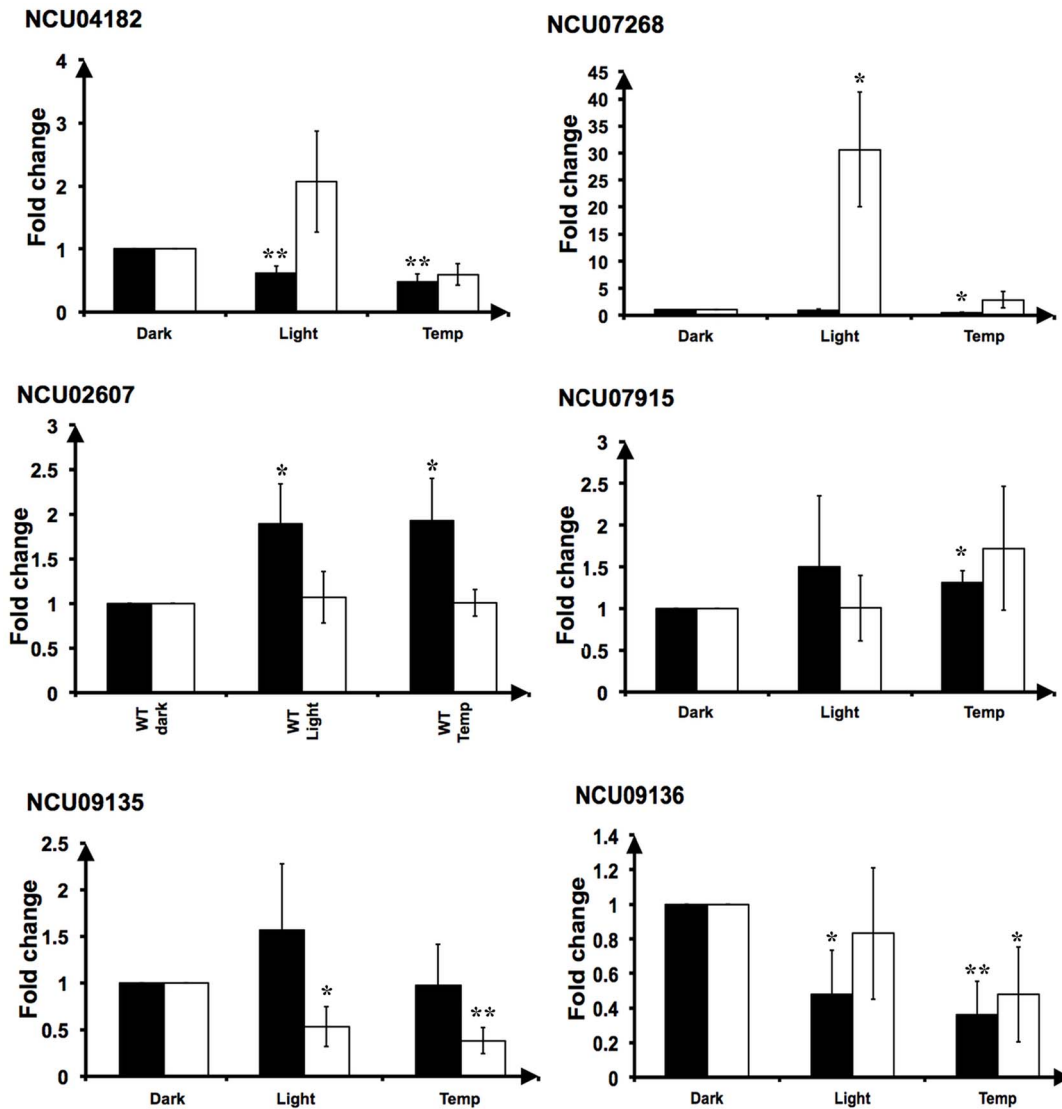 NCU04182
Fold change
4
3
2
1
0
**
**
Dark Light Temp
NCU07268
Fold change
45
40
35
30
25
20
15
10
5
0
*
*
Dark Light Temp
NCU02607
Fold change
3
2.5
2
1.5
1
0.5
0
*
*
WT dark
WT Light
WT Temp
NCU07915
Fold change
3
2.5
2
1.5
1
0.5
0
*
Dark Light Temp
NCU09135
Fold change
2.5
2
1.5
1
0.5
0
*
**
Dark Light Temp
NCU09136
Fold change
1.4
1.2
1
0.8
0.6
0.4
0.2
0
*
**
*
Dark Light Temp